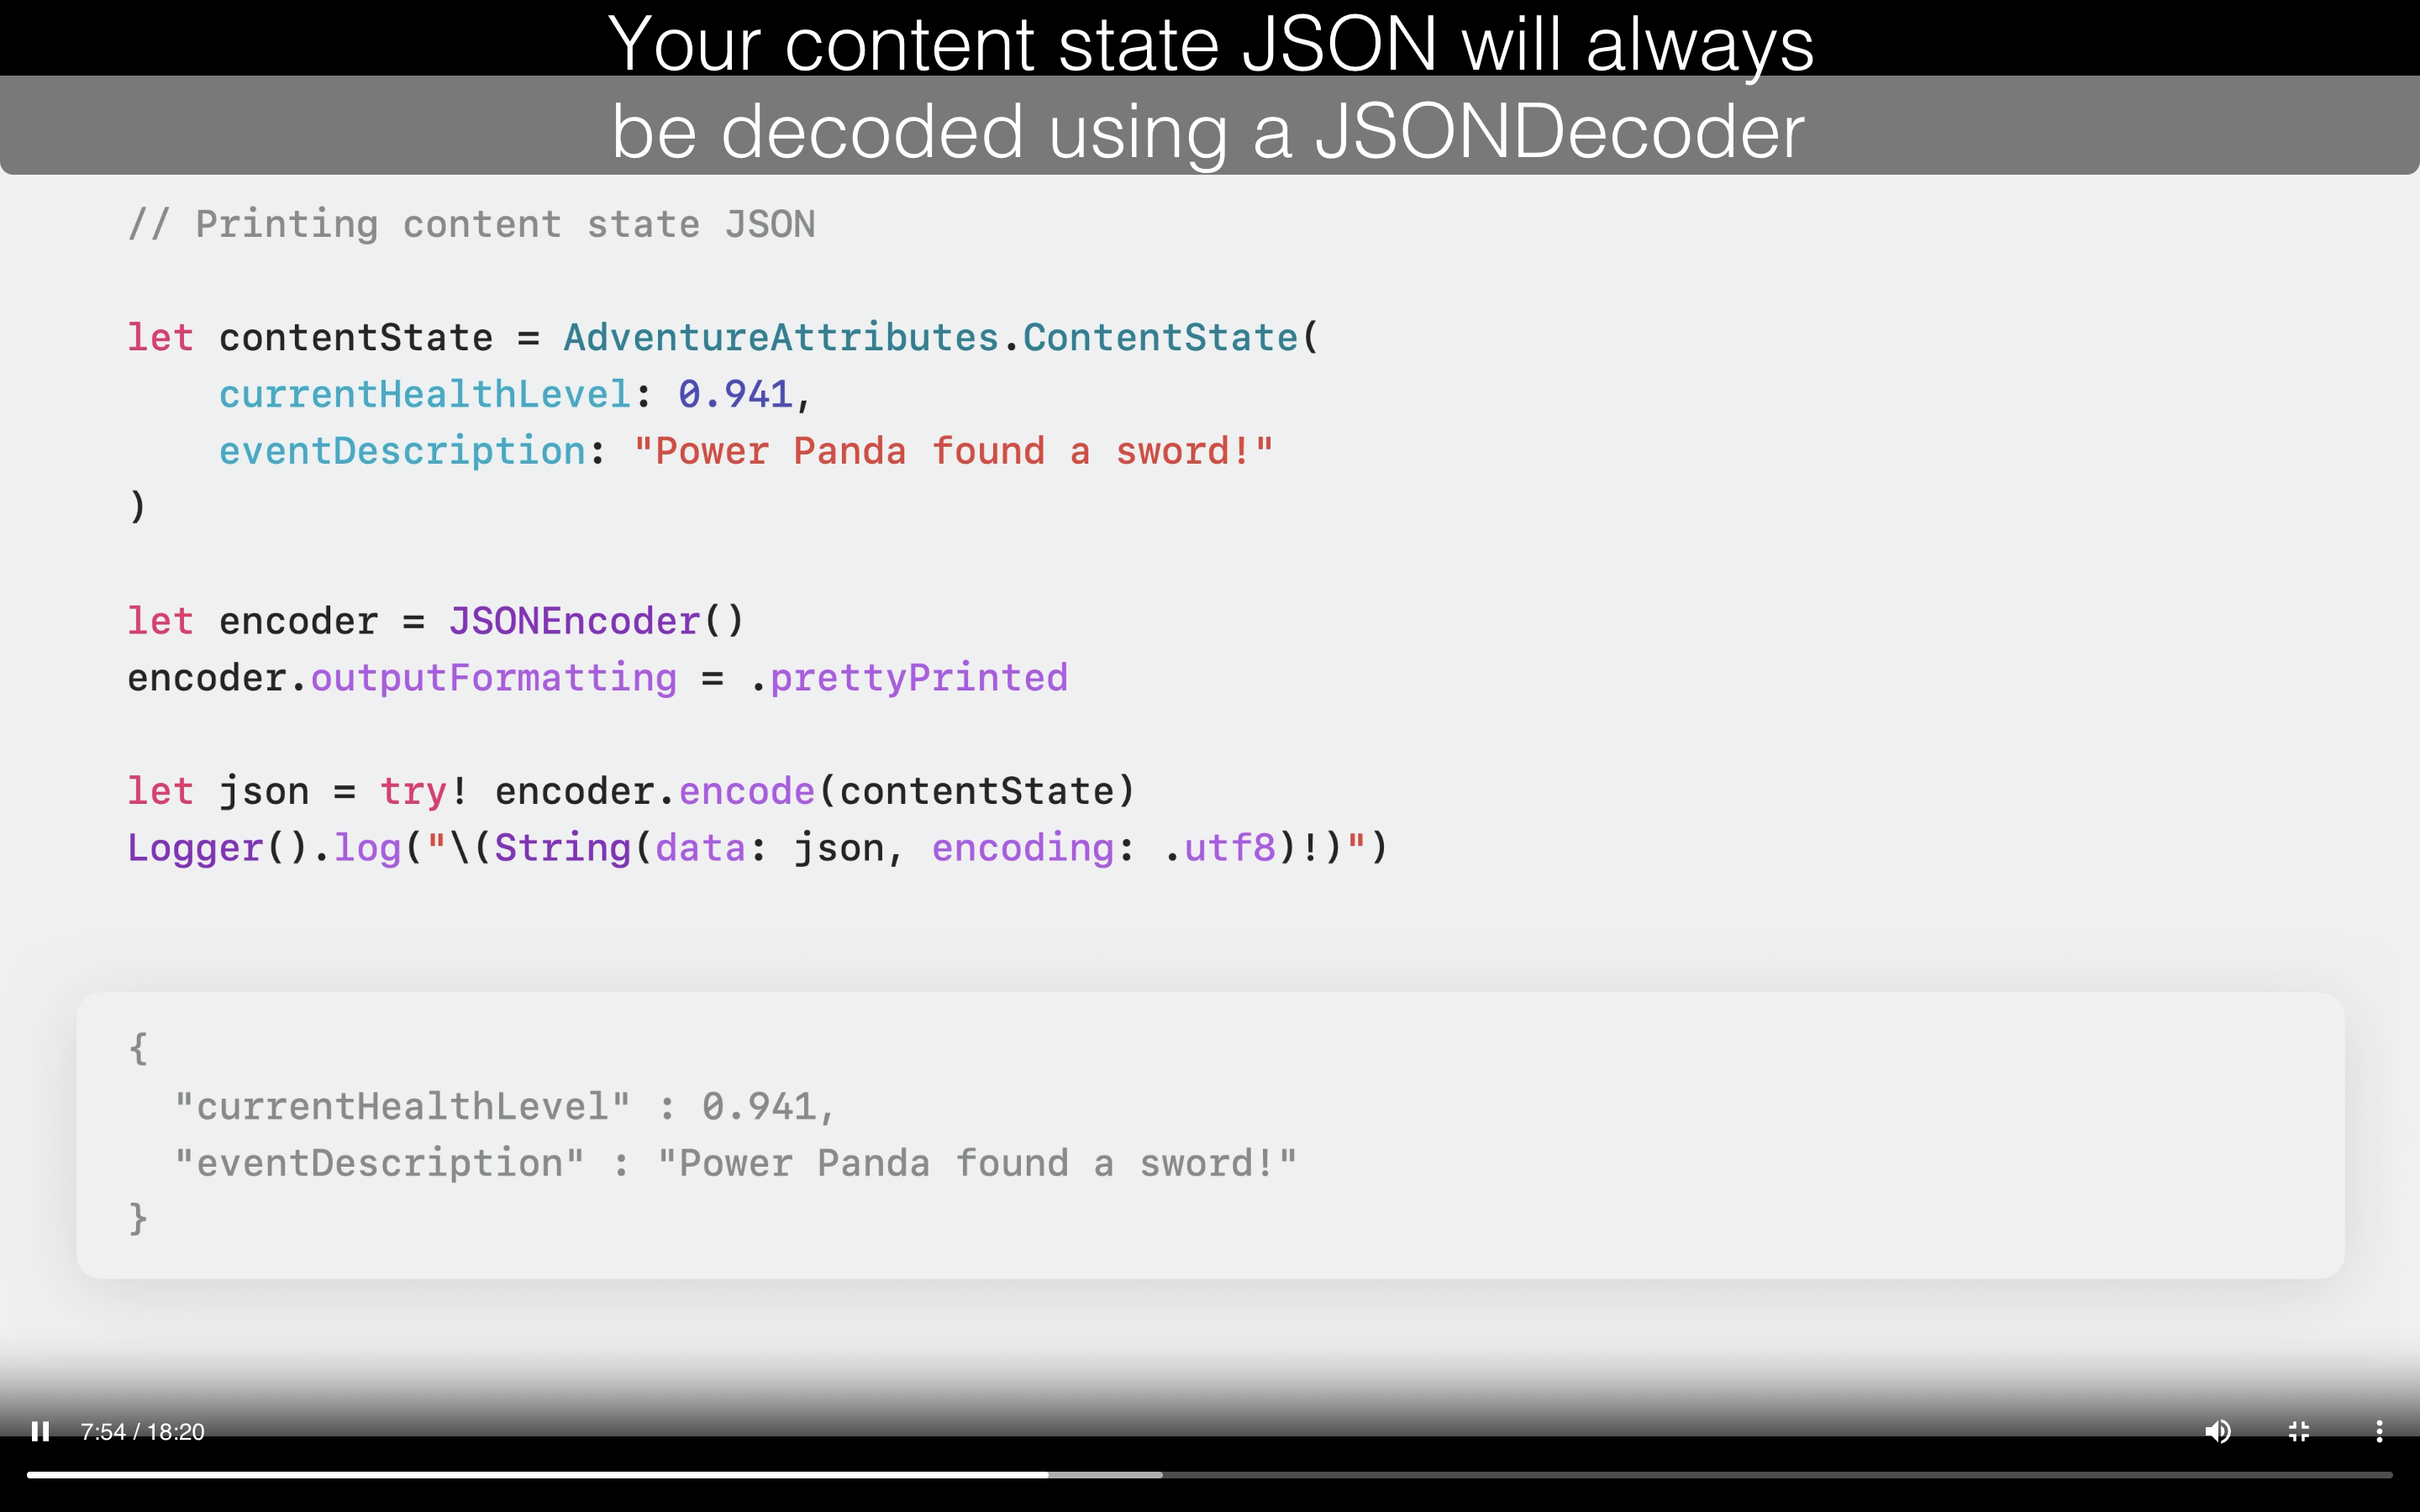 Your content state JSON will always
be decoded using a JSONDecoder
// Printing content state JSON
let contentState = AdventureAttributes.ContentState(
    currentHealthLevel: 0.941,
    eventDescription: "Power Panda found a sword!"
)
let encoder = JSONEncoder()
encoder.outputFormatting = .prettyPrinted
let json = try! encoder.encode(contentState)
Logger().log("\(String(data: json, encoding: .utf8)!)")
{
  "currentHealthLevel" : 0.941,
  "eventDescription" : "Power Panda found a sword!"
}
7:54 / 18:20